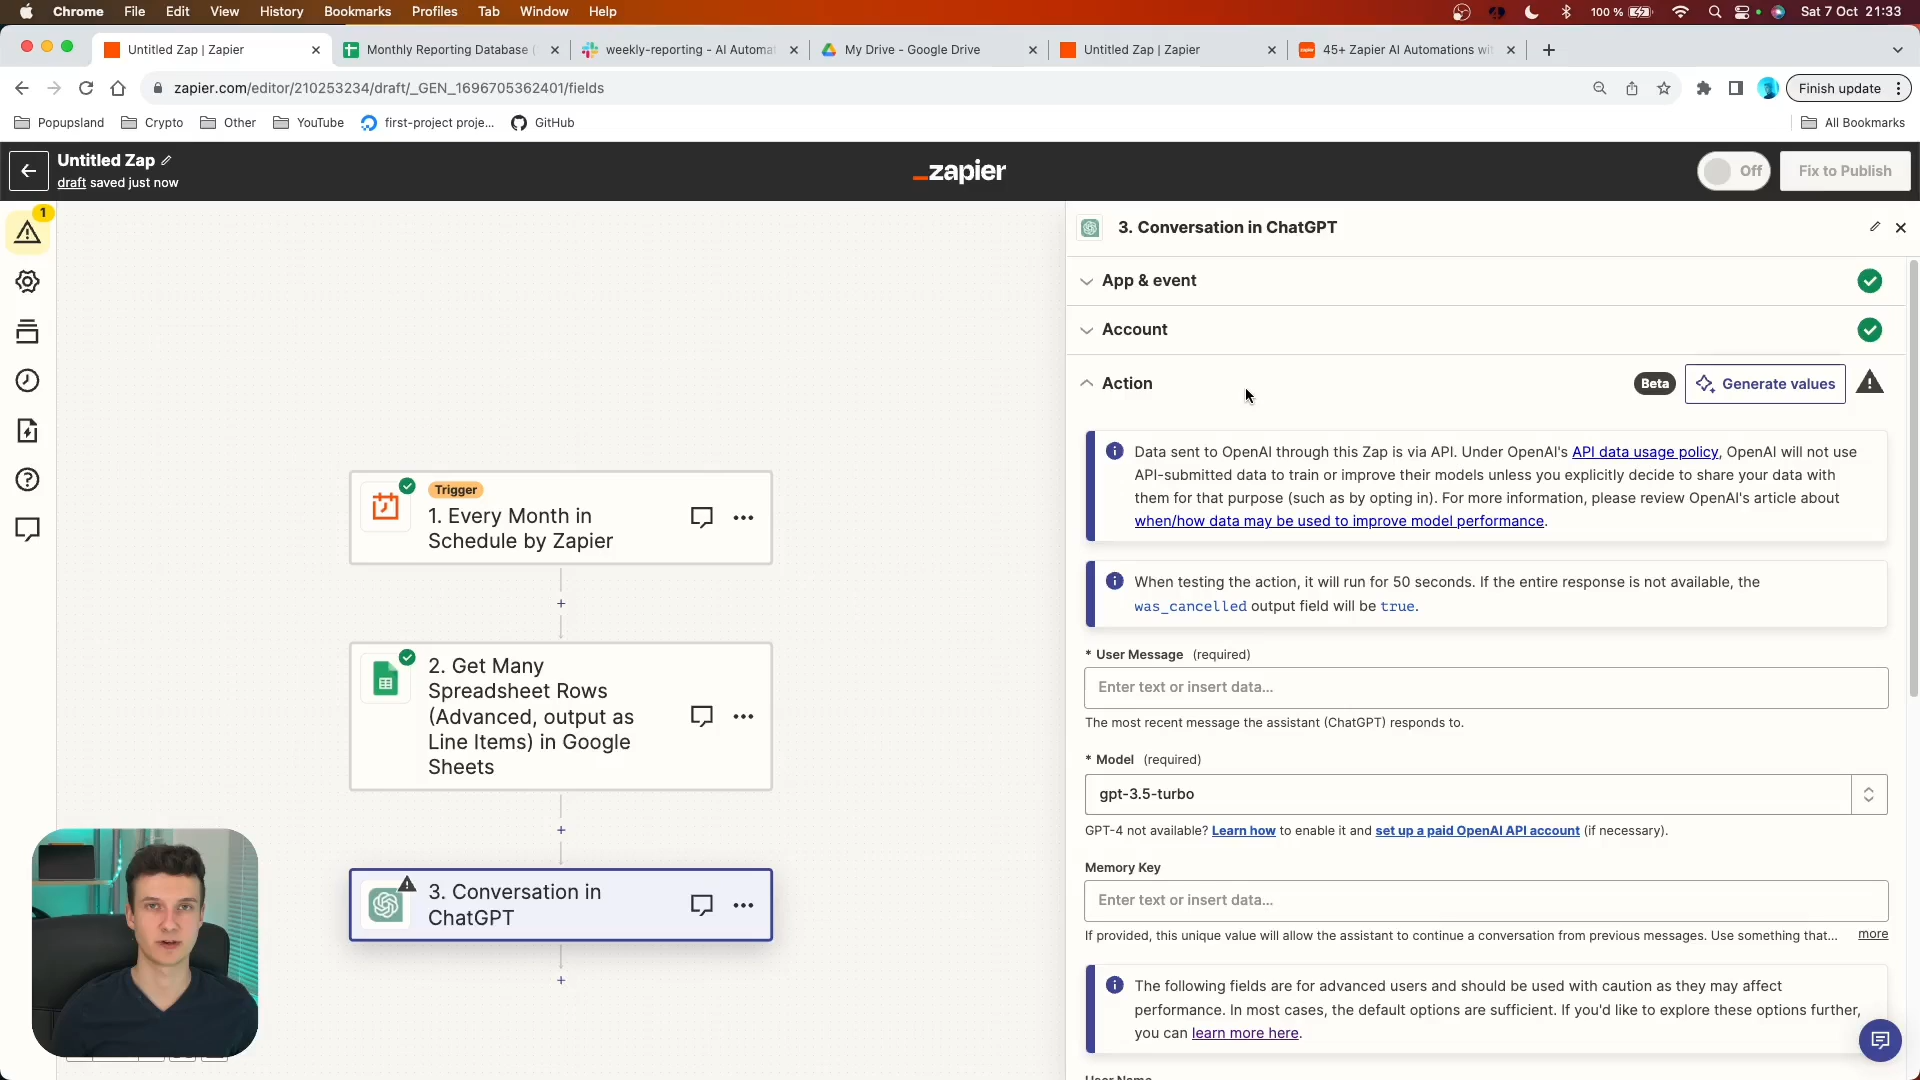 Chrome File Edit View History Bookmarks Profiles Tab Window Help 100 % Sat 7 Oct 21:33
Untitled Zap | Zapier Monthly Reporting Database ( weekly-reporting - AI Automat My Drive - Google Drive Untitled Zap | Zapier 45+ Zapier AI Automations wit
zapier.com/editor/210253234/draft/_GEN_1696705362401/fields Finish update
Popupsland Crypto Other YouTube first-project proje... GitHub All Bookmarks
Untitled Zap
draft saved just now
_zapier
Off
Fix to Publish
1
Trigger
1. Every Month in
Schedule by Zapier
2. Get Many
Spreadsheet Rows
(Advanced, output as
Line Items) in Google
Sheets
3. Conversation in
ChatGPT
3. Conversation in ChatGPT
App & event
Account
Action
Beta
Generate values
Data sent to OpenAI through this Zap is via API. Under OpenAI's API data usage policy, OpenAI will not use
API-submitted data to train or improve their models unless you explicitly decide to share your data with
them for that purpose (such as by opting in). For more information, please review OpenAI's article about
when/how data may be used to improve model performance.
When testing the action, it will run for 50 seconds. If the entire response is not available, the
was_cancelled output field will be true.
* User Message (required)
Enter text or insert data...
The most recent message the assistant (ChatGPT) responds to.
* Model (required)
gpt-3.5-turbo
GPT-4 not available? Learn how to enable it and set up a paid OpenAI API account (if necessary).
Memory Key
Enter text or insert data...
If provided, this unique value will allow the assistant to continue a conversation from previous messages. Use something that... more
The following fields are for advanced users and should be used with caution as they may affect
performance. In most cases, the default options are sufficient. If you'd like to explore these options further,
you can learn more here.
User Name